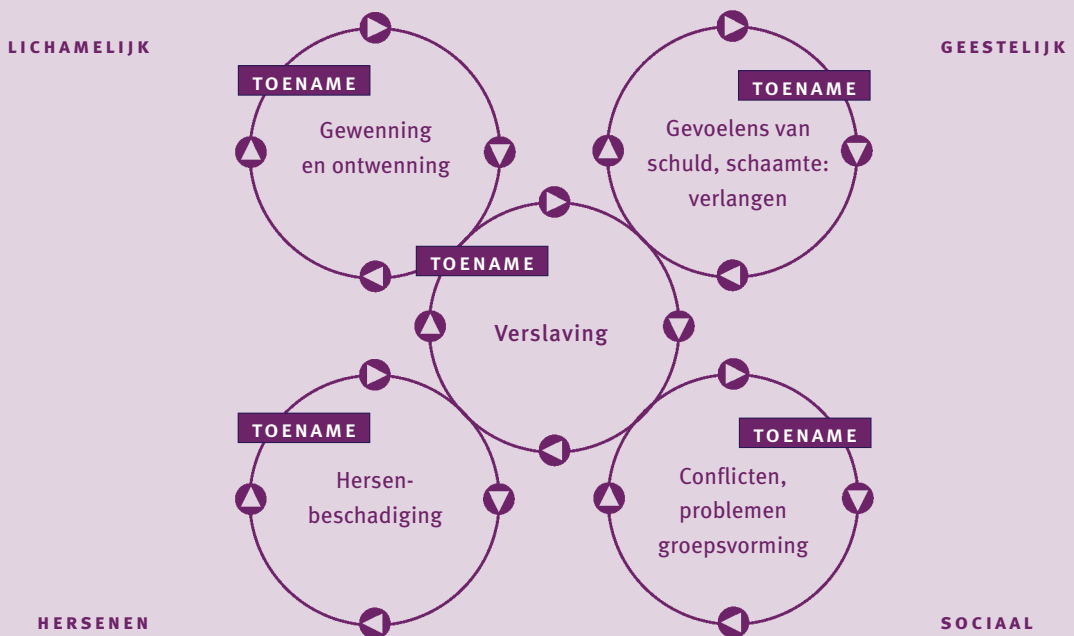 LICHAMELIJK
GEESTELIJK
TOENAME
Gewenning
en ontwenning
TOENAME
Gevoelens van
schuld, schaamte:
verlangen
TOENAME
Verslaving
TOENAME
Hersen-
beschadiging
TOENAME
Conflicten,
problemen
groepsvorming
HERSENEN
SOCIAAL